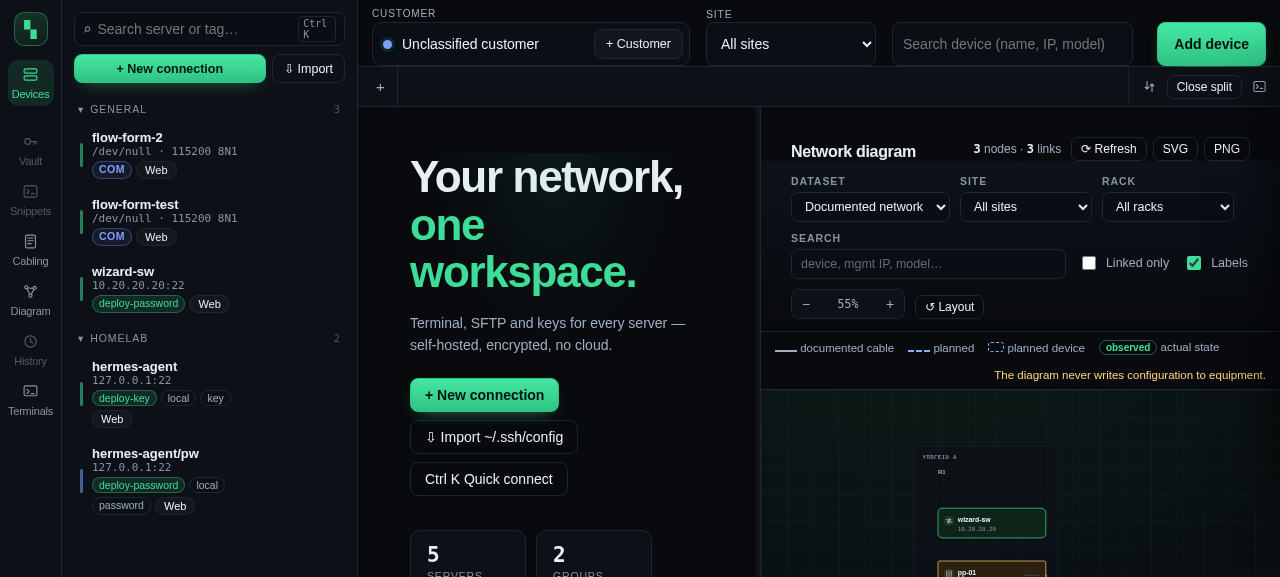 Devices
Vault
Snippets
Cabling
Diagram
History
Terminals
Search server or tag…
Ctrl K
+ New connection
⇩ Import
▾ GENERAL 3
flow-form-2
/dev/null · 115200 8N1
COM Web
flow-form-test
/dev/null · 115200 8N1
COM Web
wizard-sw
10.20.20.20:22
deploy-password Web
▾ HOMELAB 2
hermes-agent
127.0.0.1:22
deploy-key local key
Web
hermes-agent/pw
127.0.0.1:22
deploy-password local
password Web
CUSTOMER
Unclassified customer + Customer
SITE
All sites
Search device (name, IP, model)
Add device
+
Close split
Your network,
one
workspace.
Terminal, SFTP and keys for every server —
self-hosted, encrypted, no cloud.
+ New connection
⇩ Import ~/.ssh/config
Ctrl K Quick connect
5
SERVERS
2
GROUPS
Network diagram
3 nodes · 3 links
⟳ Refresh SVG PNG
DATASET SITE RACK
Documented network All sites All racks
SEARCH
device, mgmt IP, model…
Linked only
Labels
− 55% +
↺ Layout
documented cable planned planned device observed actual state
The diagram never writes configuration to equipment.
R1
wizard-sw
10.20.20.20
pp-01